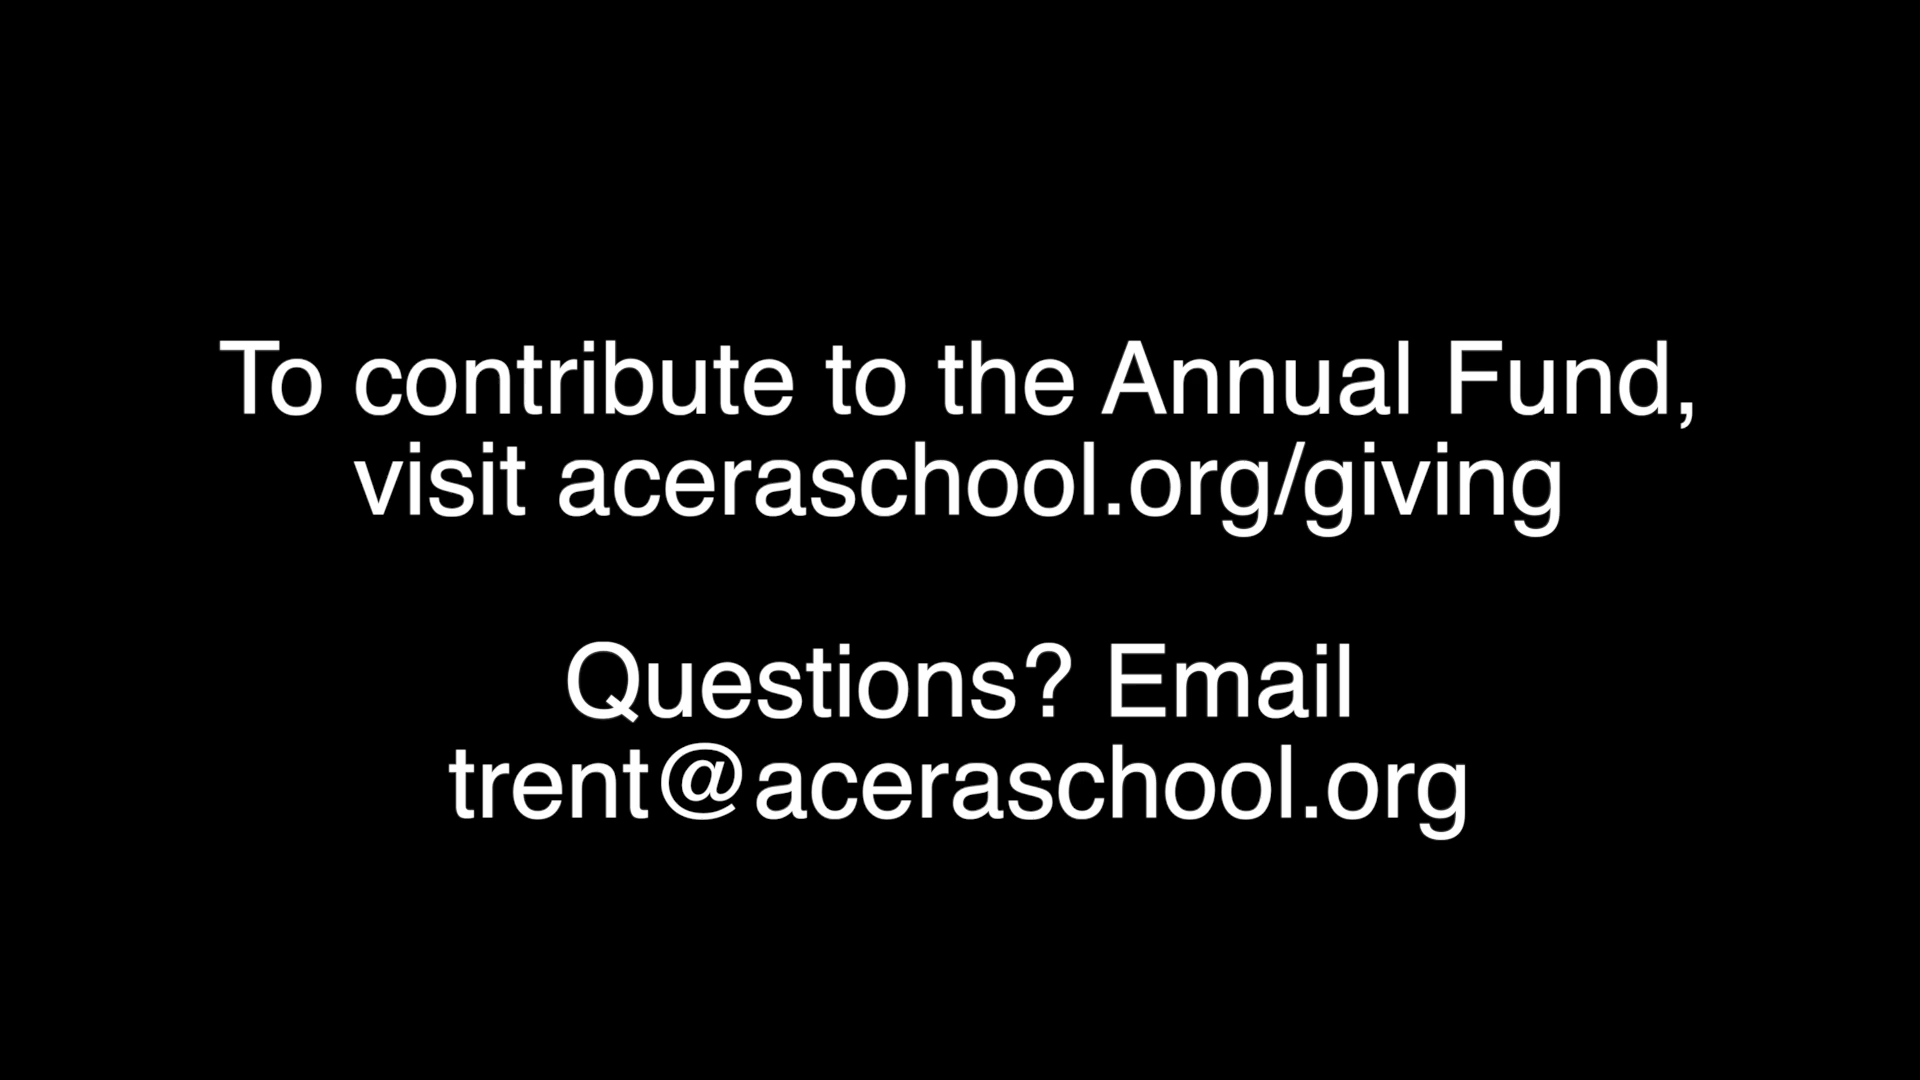 To contribute to the Annual Fund,
visit aceraschool.org/giving
Questions? Email
trent@aceraschool.org